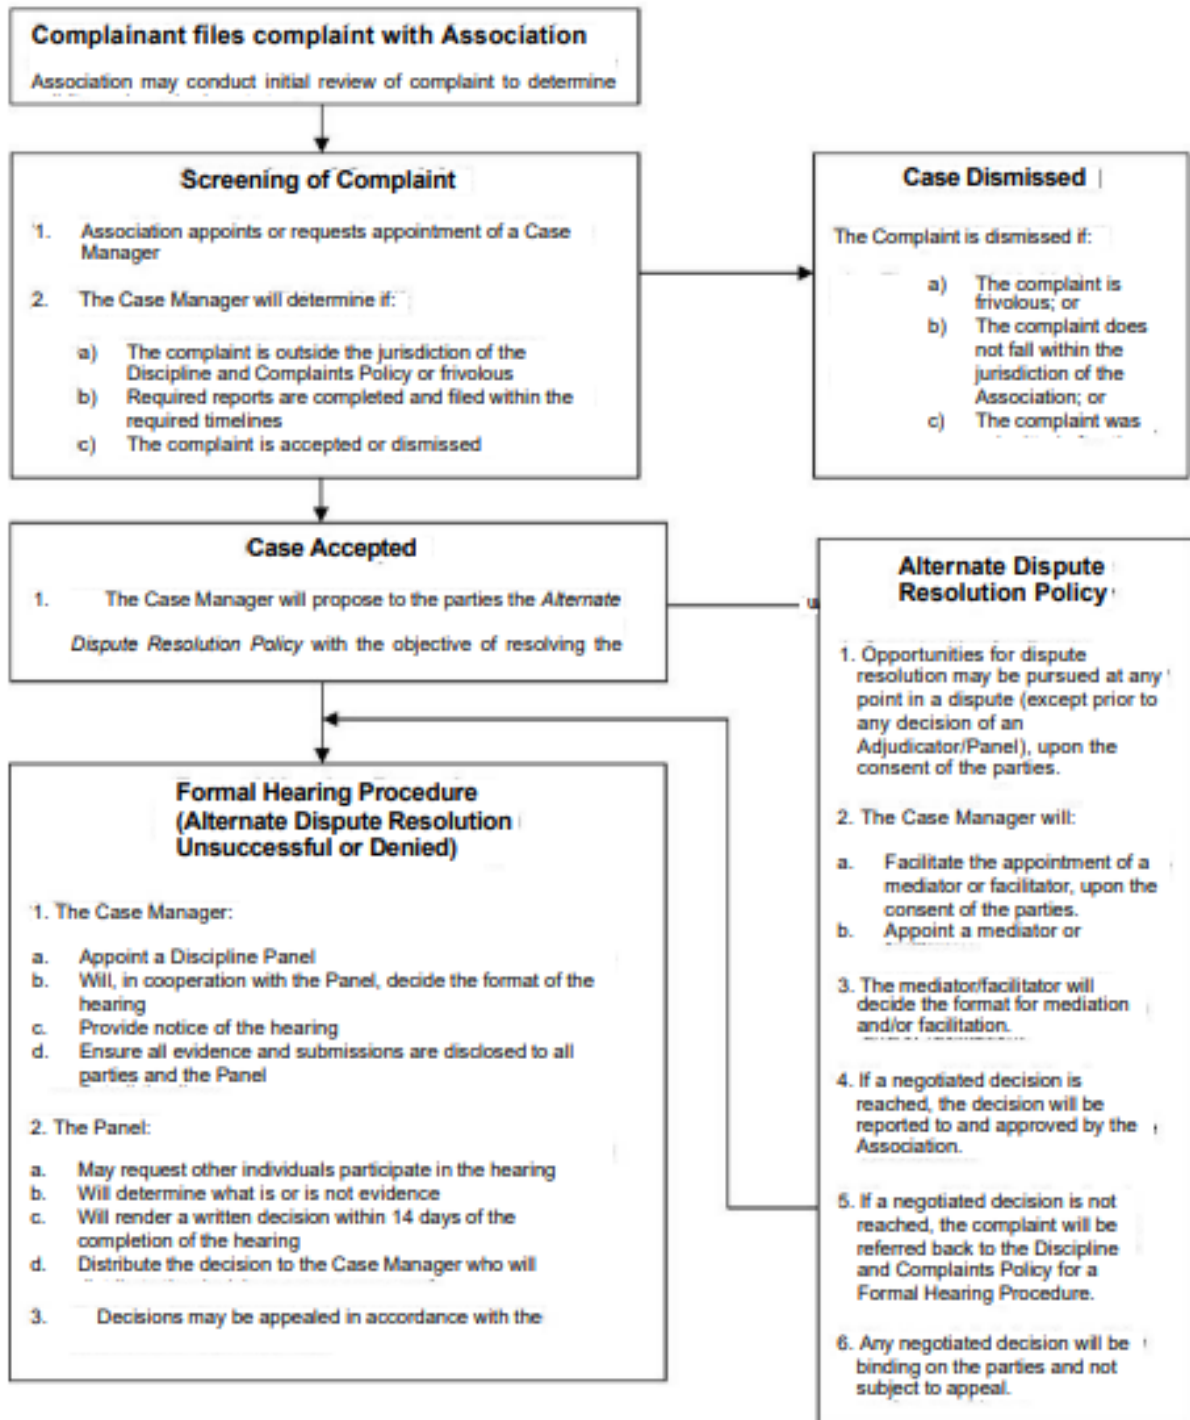 Complainant files complaint with Association
Association may conduct initial review of complaint to determine
Screening of Complaint
1. Association appoints or requests appointment of a Case
Manager
2. The Case Manager will determine if:
a) The complaint is outside the jurisdiction of the
Discipline and Complaints Policy or frivolous
b) Required reports are completed and filed within the
required timelines
c) The complaint is accepted or dismissed
Case Dismissed
The Complaint is dismissed if:
a) The complaint is
frivolous; or
b) The complaint does
not fall within the
jurisdiction of the
Association; or
c) The complaint was
Case Accepted
1. The Case Manager will propose to the parties the Alternate
Dispute Resolution Policy with the objective of resolving the
Alternate Dispute
Resolution Policy
1. Opportunities for dispute
resolution may be pursued at any
point in a dispute (except prior to
any decision of an
Adjudicator/Panel), upon the
consent of the parties.
2. The Case Manager will:
a. Facilitate the appointment of a
mediator or facilitator, upon the
consent of the parties.
b. Appoint a mediator or
3. The mediator/facilitator will
decide the format for mediation
and/or facilitation.
4. If a negotiated decision is
reached, the decision will be
reported to and approved by the
Association.
5. If a negotiated decision is not
reached, the complaint will be
referred back to the Discipline
and Complaints Policy for a
Formal Hearing Procedure.
6. Any negotiated decision will be
binding on the parties and not
subject to appeal.
Formal Hearing Procedure
(Alternate Dispute Resolution
Unsuccessful or Denied)
1. The Case Manager:
a. Appoint a Discipline Panel
b. Will, in cooperation with the Panel, decide the format of the
hearing
c. Provide notice of the hearing
d. Ensure all evidence and submissions are disclosed to all
parties and the Panel
2. The Panel:
a. May request other individuals participate in the hearing
b. Will determine what is or is not evidence
c. Will render a written decision within 14 days of the
completion of the hearing
d. Distribute the decision to the Case Manager who will
3. Decisions may be appealed in accordance with the